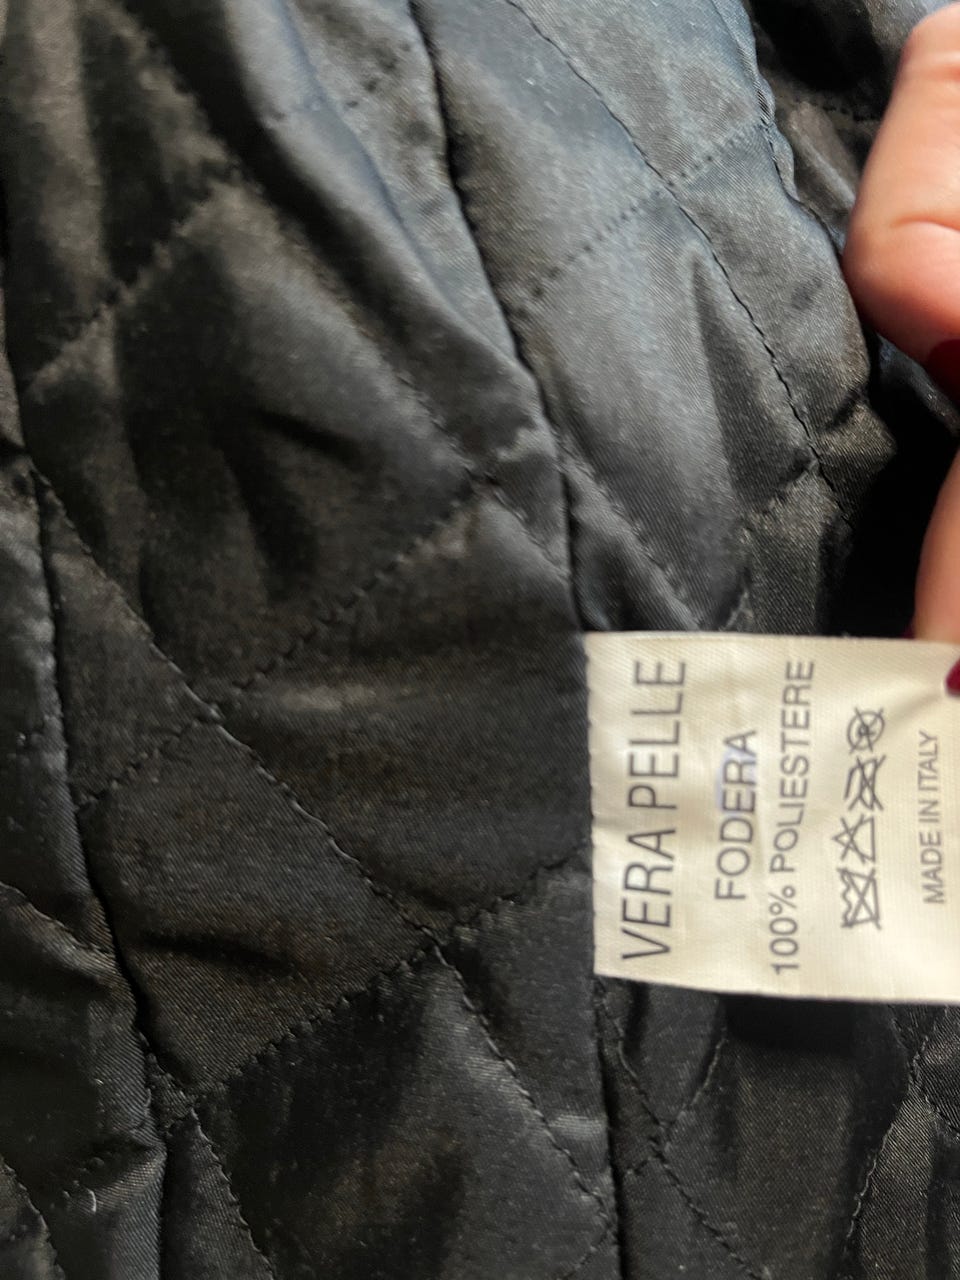 VERA PELLE
FODERA
100% POLIESTERE
MADE IN ITALY